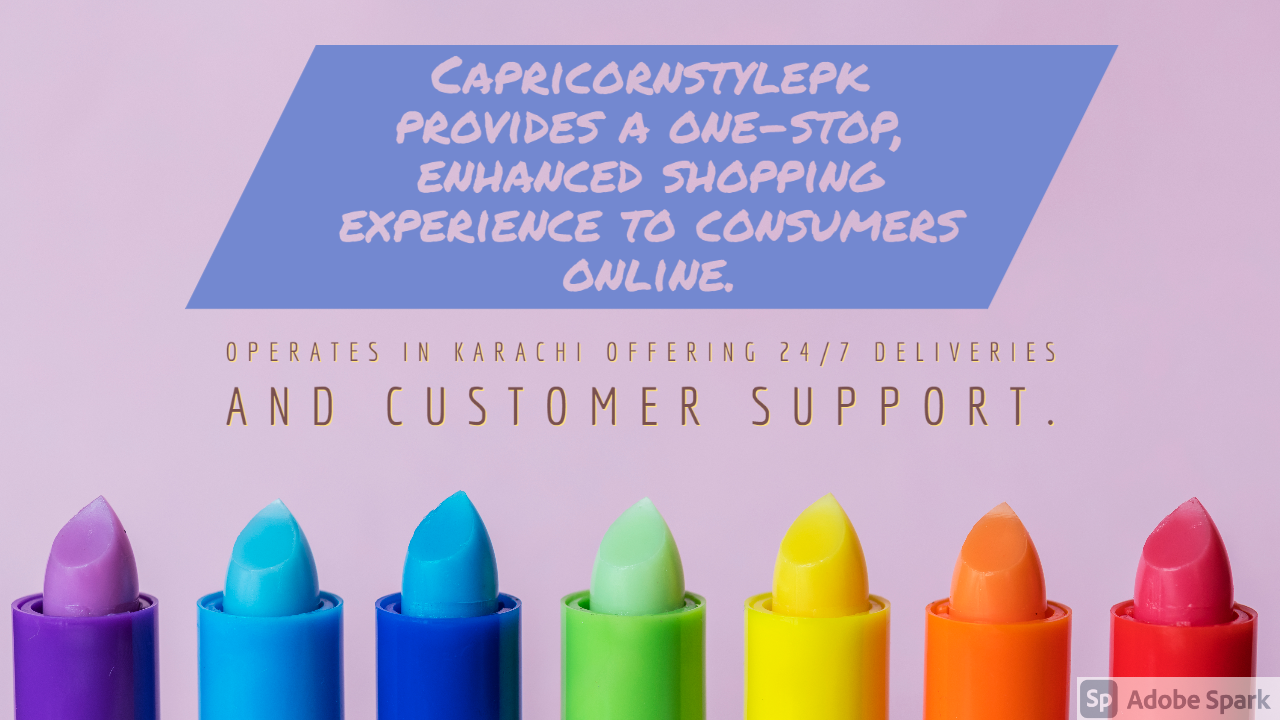 Capricornstylepk
provides a one-stop,
enhanced shopping
experience to consumers
online.
OPERATES IN KARACHI OFFERING 24/7 DELIVERIES
AND CUSTOMER SUPPORT.
Sp Adobe Spark